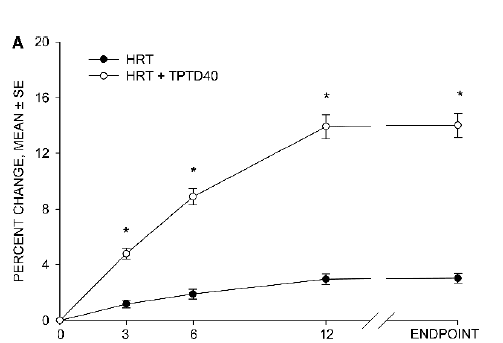 A
20
HRT
HRT + TPTD40
16
12
8
4
0
PERCENT CHANGE, MEAN ± SE
*
*
*
*
0 3 6 12 ENDPOINT